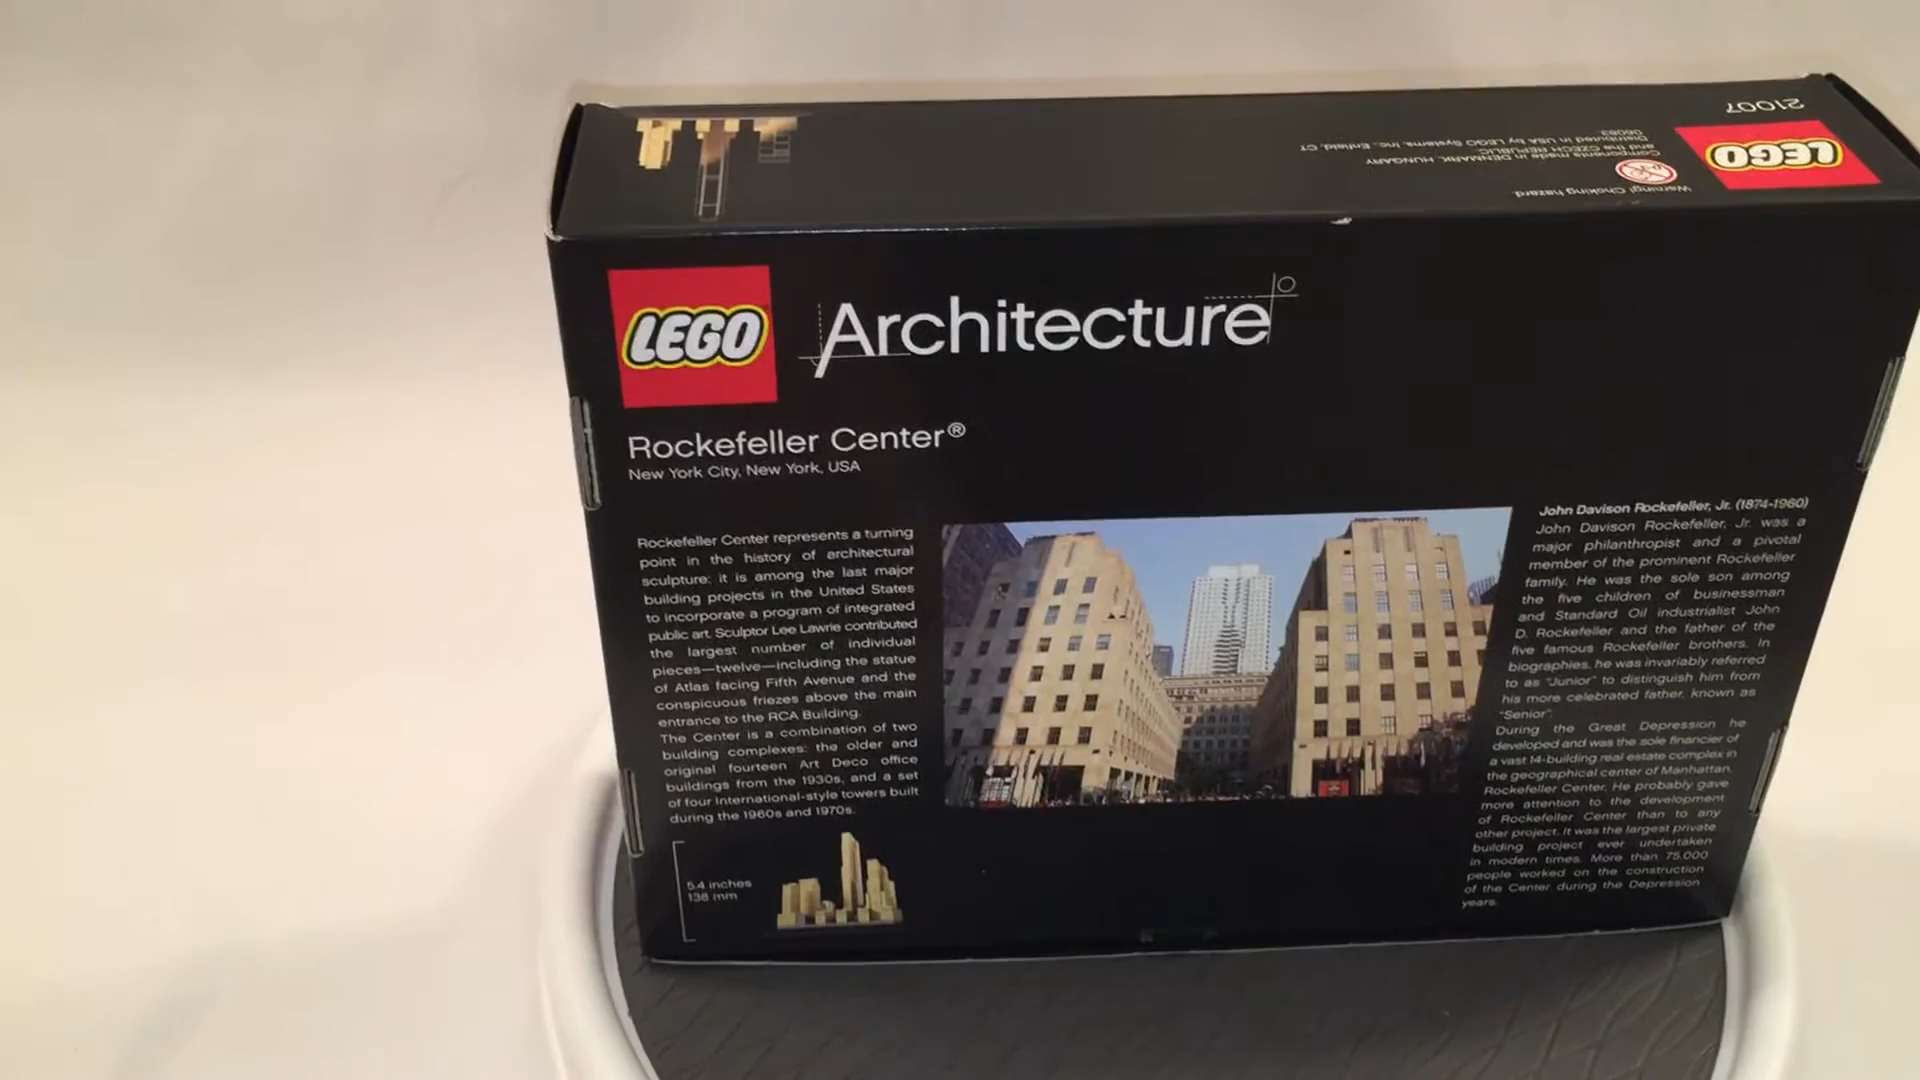 21007
LEGO
Components made in DENMARK, HUNGARY
and the CZECH REPUBLIC.
Distributed in USA by LEGO Systems, Inc. Enfield, CT
06083
Warning! Choking hazard.
LEGO
Architecture
Rockefeller Center®
New York City, New York, USA
Rockefeller Center represents a turning
point in the history of architectural
sculpture: it is among the last major
building projects in the United States
to incorporate a program of integrated
public art. Sculptor Lee Lawrie contributed
the largest number of individual
pieces—twelve—including the statue
of Atlas facing Fifth Avenue and the
conspicuous friezes above the main
entrance to the RCA Building.
The Center is a combination of two
building complexes: the older and
original fourteen Art Deco office
buildings from the 1930s, and a set
of four International-style towers built
during the 1960s and 1970s.
5.4 inches
138 mm
John Davison Rockefeller, Jr. (1874-1960)
John Davison Rockefeller, Jr. was a
major philanthropist and a pivotal
member of the prominent Rockefeller
family. He was the sole son among
the five children of businessman
and Standard Oil industrialist John
D. Rockefeller and the father of the
five famous Rockefeller brothers. In
biographies, he was invariably referred
to as "Junior" to distinguish him from
his more celebrated father, known as
"Senior".
During the Great Depression he
developed and was the sole financier of
a vast 14-building real estate complex in
the geographical center of Manhattan,
Rockefeller Center. He probably gave
more attention to the development
of Rockefeller Center than to any
other project. It was the largest private
building project ever undertaken
in modern times. More than 75,000
people worked on the construction
of the Center during the Depression
years.